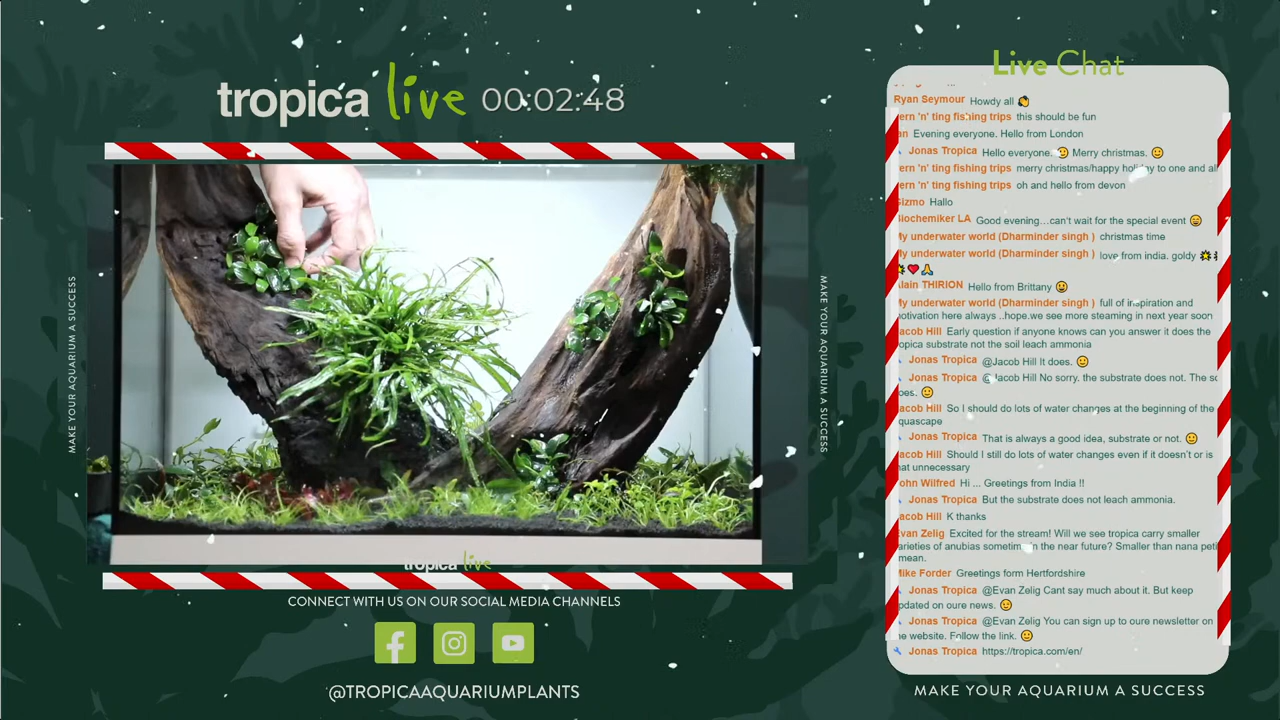 tropica live 00:02:48
MAKE YOUR AQUARIUM A SUCCESS
MAKE YOUR AQUARIUM A SUCCESS
tropica live
CONNECT WITH US ON OUR SOCIAL MEDIA CHANNELS
@TROPICAAQUARIUMPLANTS
Live Chat
Ryan Seymour Howdy all
ern 'n' ting fishing trips this should be fun
an Evening everyone. Hello from London
Jonas Tropica Hello everyone. Merry christmas.
ern 'n' ting fishing trips merry christmas/happy holiday to one and all
ern 'n' ting fishing trips oh and hello from devon
Gizmo Hallo
Biochemiker LA Good evening…can't wait for the special event
My underwater world (Dharminder singh ) christmas time
My underwater world (Dharminder singh ) love from india. goldy
Alain THIRION Hello from Brittany
My underwater world (Dharminder singh ) full of inspiration and
otivation here always ..hope.we see more steaming in next year soon
Jacob Hill Early question if anyone knows can you answer it does the
opica substrate not the soil leach ammonia
Jonas Tropica @Jacob Hill It does.
Jonas Tropica @Jacob Hill No sorry. the substrate does not. The so
oes.
Jacob Hill So I should do lots of water changes at the beginning of the
quascape
Jonas Tropica That is always a good idea, substrate or not.
Jacob Hill Should I still do lots of water changes even if it doesn't or is
hat unnecessary
John Wilfred Hi ... Greetings from India !!
Jonas Tropica But the substrate does not leach ammonia.
Jacob Hill K thanks
Evan Zelig Excited for the stream! Will we see tropica carry smaller
arieties of anubias sometime in the near future? Smaller than nana peti
mean.
Mike Forder Greetings form Hertfordshire
Jonas Tropica @Evan Zelig Cant say much about it. But keep
pdated on oure news.
Jonas Tropica @Evan Zelig You can sign up to oure newsletter on
he website. Follow the link.
Jonas Tropica https://tropica.com/en/
MAKE YOUR AQUARIUM A SUCCESS